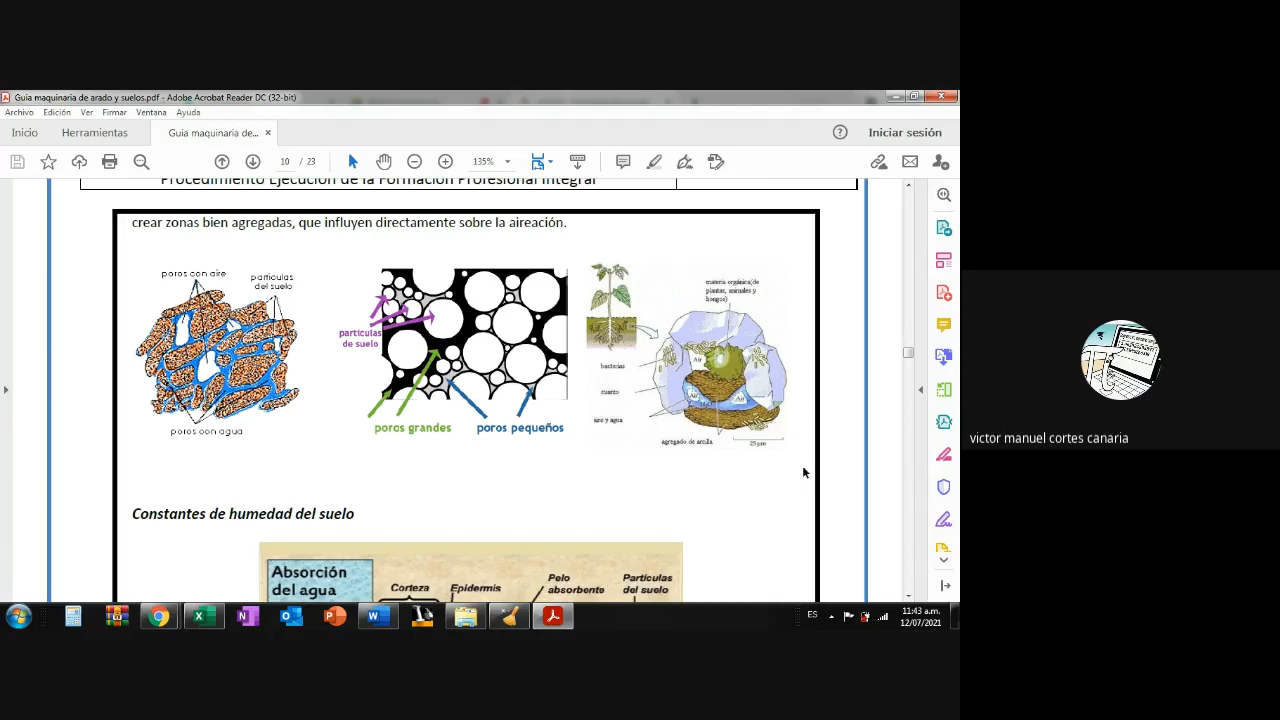 Guia maquinaria de arado y suelos.pdf - Adobe Acrobat Reader DC (32-bit)
Archivo Edición Ver Firmar Ventana Ayuda
Inicio Herramientas Guia maquinaria de... × Iniciar sesión
10 / 23 135%
Procedimiento Ejecución de la Formación Profesional Integral
crear zonas bien agregadas, que influyen directamente sobre la aireación.
poros con aire
partículas
del suelo
poros con agua
partículas
de suelo
poros grandes
poros pequeños
materia orgánica(de
plantas, animales y
hongos)
Air
bacterias
cuarzo
Air
Air
aire y agua
agregado de arcilla
25 µm
Constantes de humedad del suelo
Absorción
del agua
Corteza
Epidermis
Pelo
absorbente
Partículas
del suelo
ES
11:43 a.m.
12/07/2021
victor manuel cortes canaria